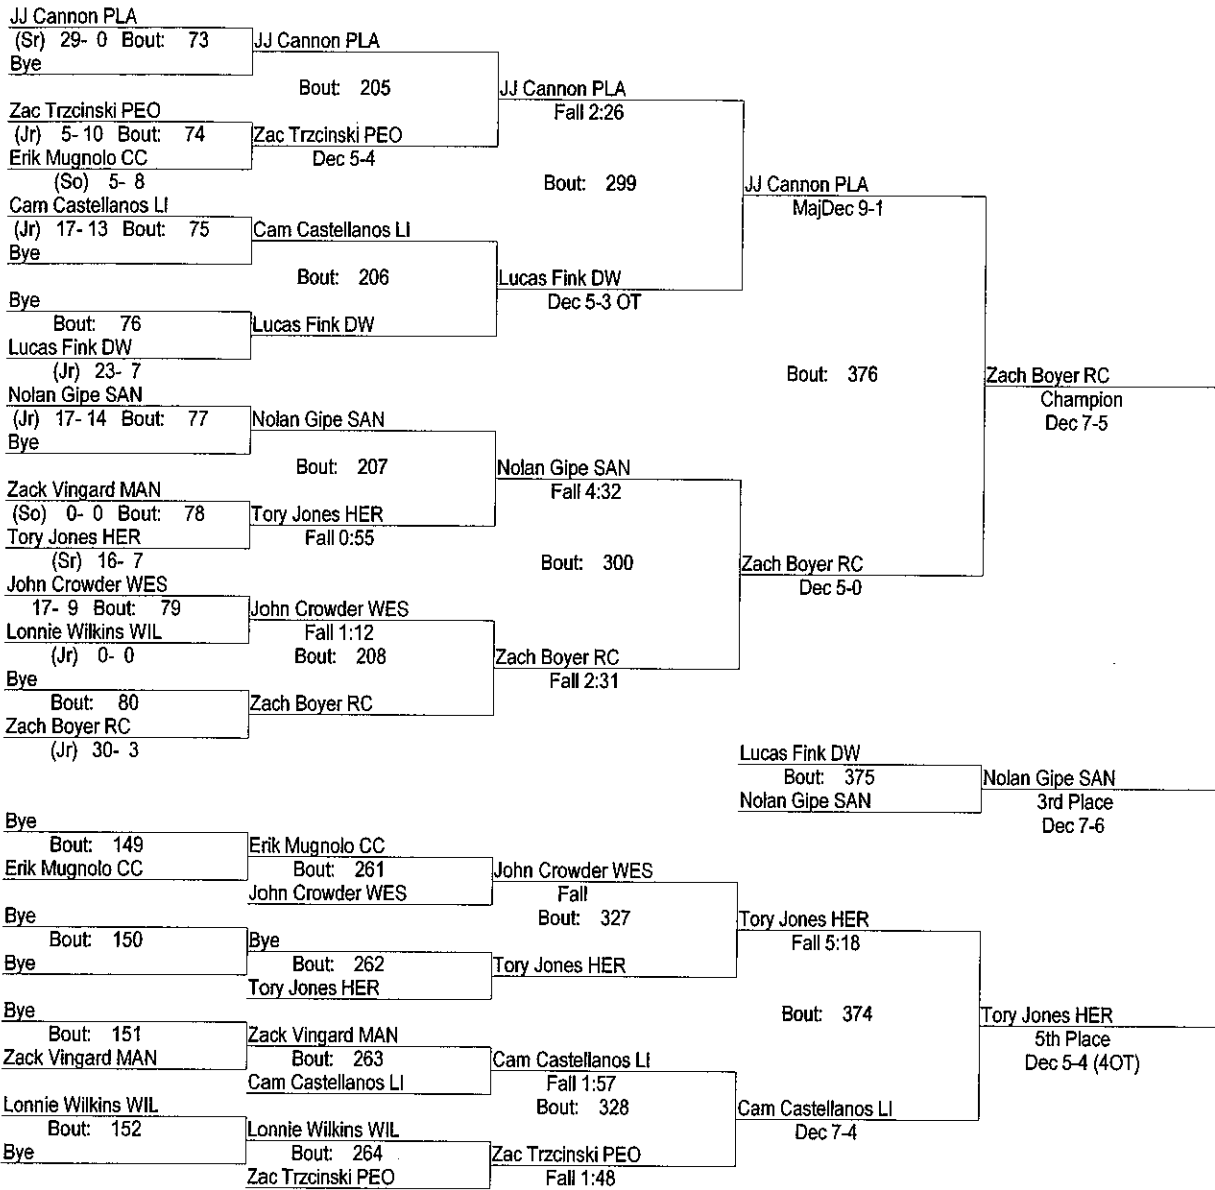 JJ Cannon PLA
(Sr) 29- 0 Bout: 73
Bye
JJ Cannon PLA
Bout: 205
Zac Trzcinski PEO
(Jr) 5- 10 Bout: 74
Erik Mugnolo CC
(So) 5- 8
Zac Trzcinski PEO
Dec 5-4
JJ Cannon PLA
Fall 2:26
Bout: 299
Cam Castellanos LI
(Jr) 17- 13 Bout: 75
Bye
Cam Castellanos LI
Bout: 206
Bye
Bout: 76
Lucas Fink DW
(Jr) 23- 7
Lucas Fink DW
Lucas Fink DW
Dec 5-3 OT
JJ Cannon PLA
MajDec 9-1
Bout: 376
Nolan Gipe SAN
(Jr) 17- 14 Bout: 77
Bye
Nolan Gipe SAN
Bout: 207
Zack Vingard MAN
(So) 0- 0 Bout: 78
Tory Jones HER
(Sr) 16- 7
Tory Jones HER
Fall 0:55
Nolan Gipe SAN
Fall 4:32
Bout: 300
John Crowder WES
17- 9 Bout: 79
Lonnie Wilkins WIL
(Jr) 0- 0
John Crowder WES
Fall 1:12
Bout: 208
Bye
Bout: 80
Zach Boyer RC
(Jr) 30- 3
Zach Boyer RC
Zach Boyer RC
Fall 2:31
Zach Boyer RC
Dec 5-0
Zach Boyer RC
Champion
Dec 7-5
Lucas Fink DW
Bout: 375
Nolan Gipe SAN
Nolan Gipe SAN
3rd Place
Dec 7-6
Bye
Bout: 149
Erik Mugnolo CC
Erik Mugnolo CC
Bout: 261
John Crowder WES
John Crowder WES
Fall
Bout: 327
Bye
Bout: 150
Bye
Bye
Bout: 262
Tory Jones HER
Tory Jones HER
Tory Jones HER
Fall 5:18
Bout: 374
Bye
Bout: 151
Zack Vingard MAN
Zack Vingard MAN
Bout: 263
Cam Castellanos LI
Cam Castellanos LI
Fall 1:57
Bout: 328
Lonnie Wilkins WIL
Bout: 152
Bye
Lonnie Wilkins WIL
Bout: 264
Zac Trzcinski PEO
Zac Trzcinski PEO
Fall 1:48
Cam Castellanos LI
Dec 7-4
Tory Jones HER
5th Place
Dec 5-4 (4OT)